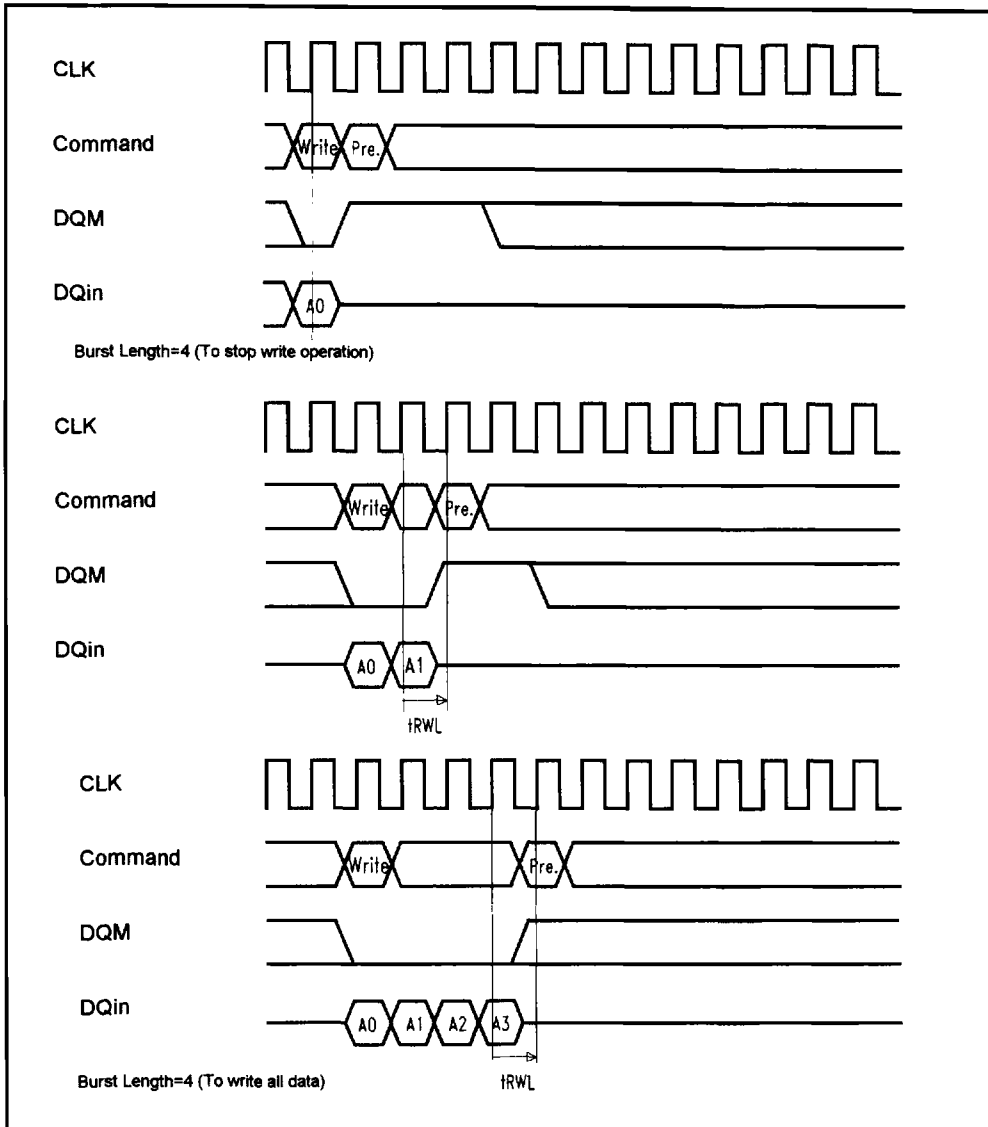 CLK
Command
Write Pre.
DQM
DQin
A0
Burst Length=4 (To stop write operation)
CLK
Command
Write Pre.
DQM
DQin
A0 A1
tRWL
CLK
Command
Write Pre.
DQM
DQin
A0 A1 A2 A3
Burst Length=4 (To write all data) tRWL